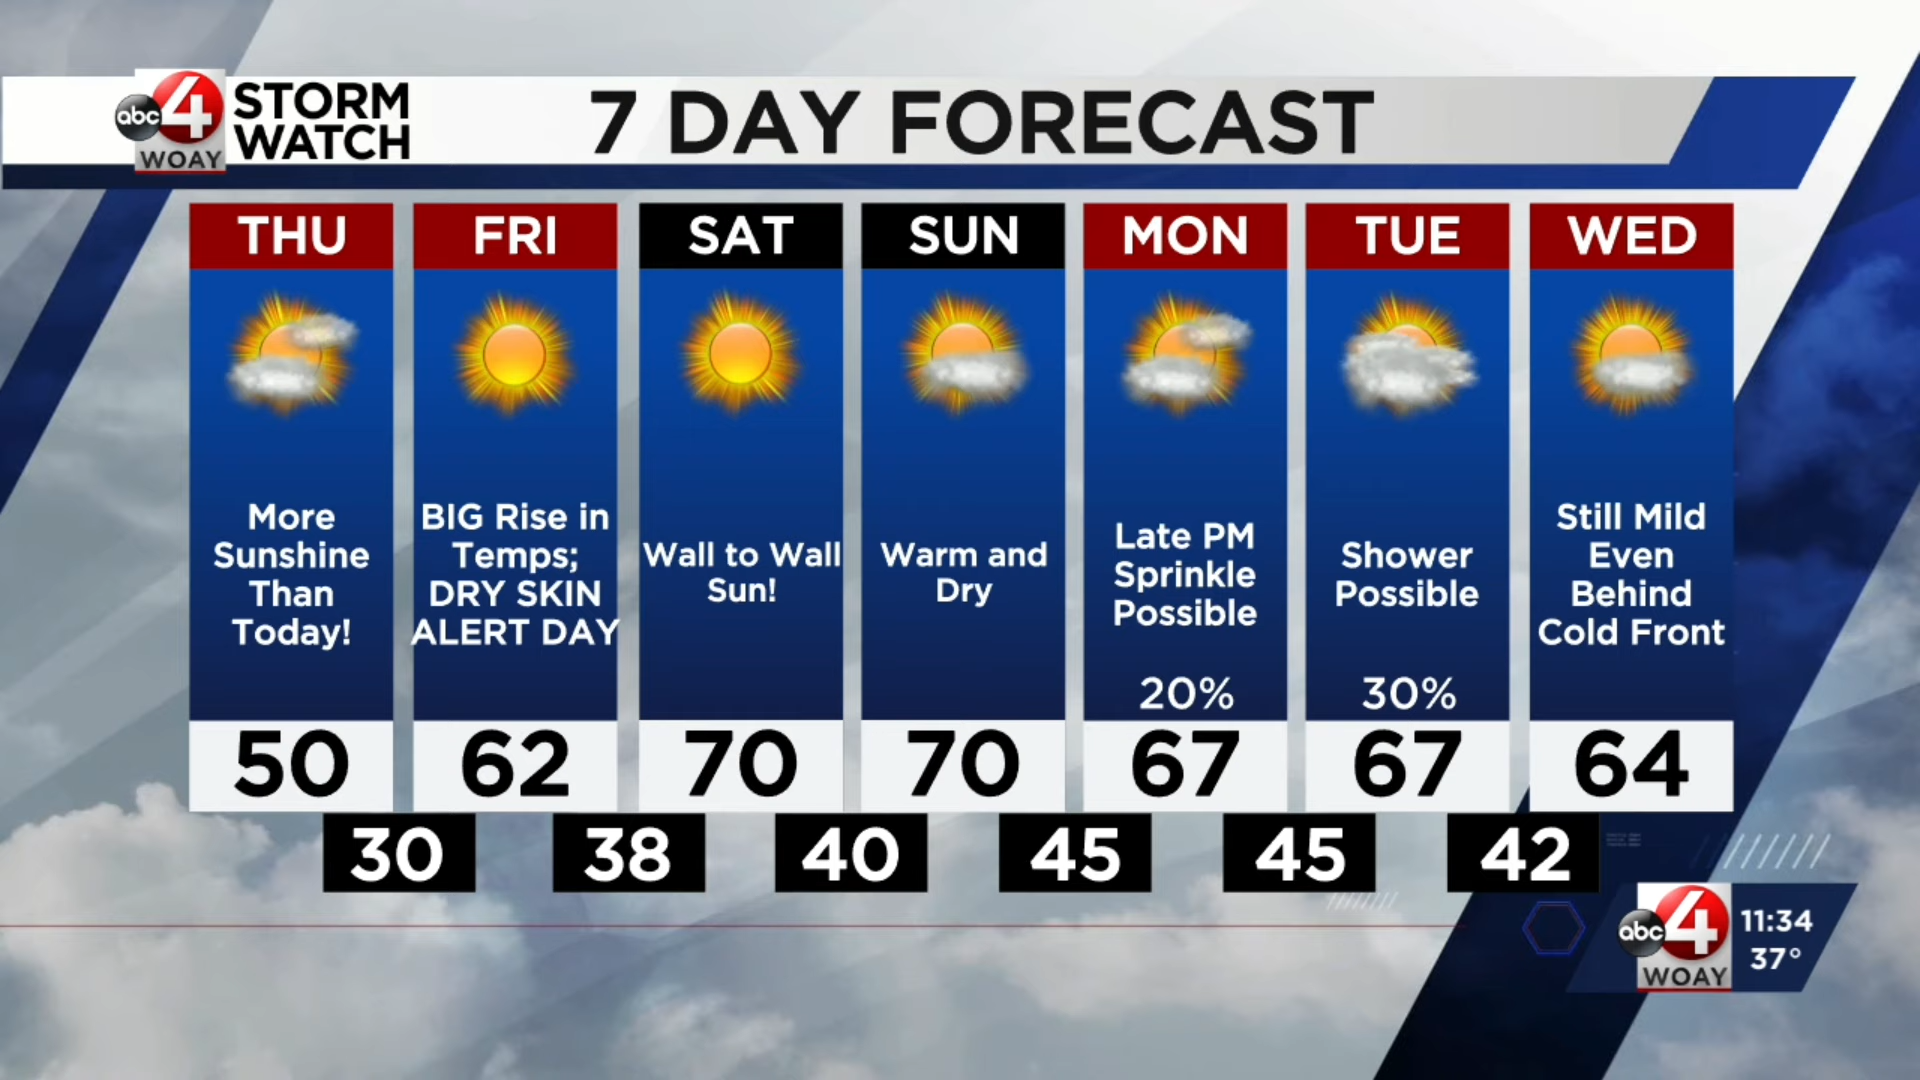 abc 4 WOAY
STORM
WATCH
7 DAY FORECAST
THU
More
Sunshine
Than
Today!
50
FRI
BIG Rise in
Temps;
DRY SKIN
ALERT DAY
62
SAT
Wall to Wall
Sun!
70
SUN
Warm and
Dry
70
MON
Late PM
Sprinkle
Possible
20%
67
TUE
Shower
Possible
30%
67
WED
Still Mild
Even
Behind
Cold Front
64
30
38
40
45
45
42
abc 4 WOAY
11:34
37°